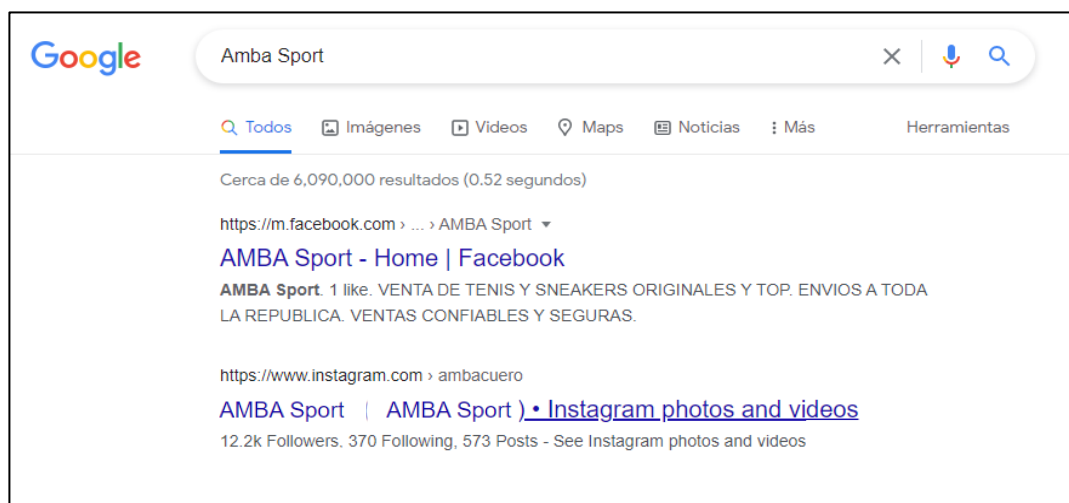 Google
Amba Sport
Todos Imágenes Videos Maps Noticias Más Herramientas
Cerca de 6,090,000 resultados (0.52 segundos)
https://m.facebook.com › ... › AMBA Sport
AMBA Sport - Home | Facebook
AMBA Sport. 1 like. VENTA DE TENIS Y SNEAKERS ORIGINALES Y TOP. ENVIOS A TODA
LA REPUBLICA. VENTAS CONFIABLES Y SEGURAS.
https://www.instagram.com › ambacuero
AMBA Sport ( AMBA Sport ) • Instagram photos and videos
12.2k Followers. 370 Following, 573 Posts - See Instagram photos and videos